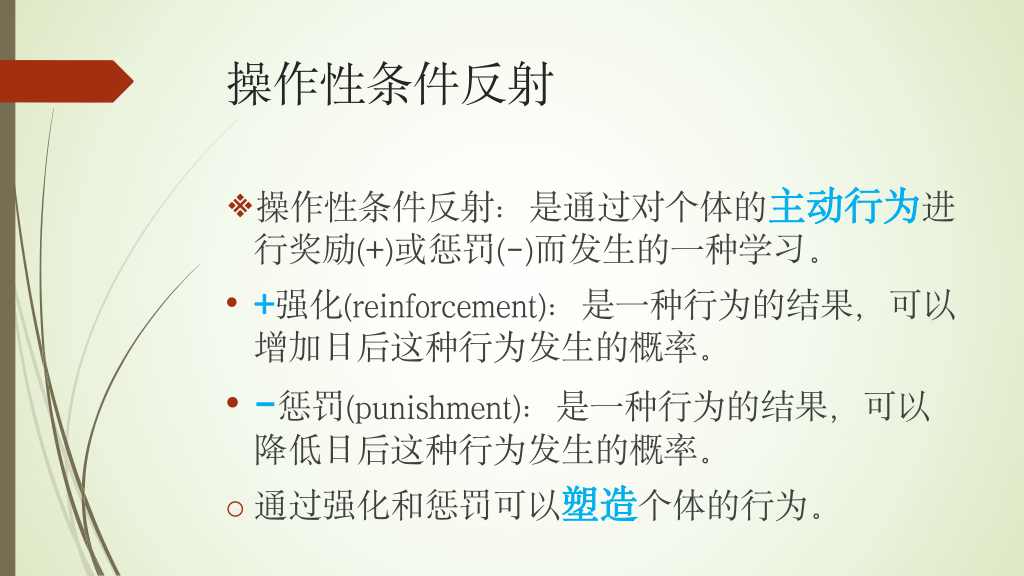 操作性条件反射
❖操作性条件反射：是通过对个体的主动行为进
行奖励(+)或惩罚(−)而发生的一种学习。
• +强化(reinforcement)：是一种行为的结果，可以
增加日后这种行为发生的概率。
• −惩罚(punishment)：是一种行为的结果，可以
降低日后这种行为发生的概率。
○ 通过强化和惩罚可以塑造个体的行为。